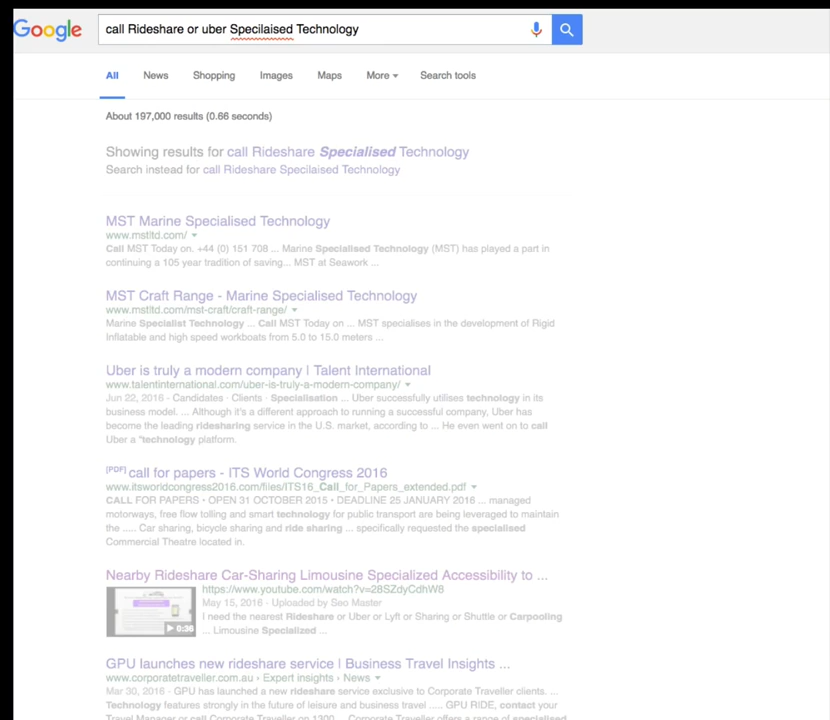 Google call Rideshare or uber Specilaised Technology
All News Shopping Images Maps More Search tools
About 197,000 results (0.66 seconds)
Showing results for call Rideshare Specialised Technology
Search instead for call Rideshare Specilaised Technology
MST Marine Specialised Technology
www.mstltd.com/
Call MST Today on. +44 (0) 151 708 ... Marine Specialised Technology (MST) has played a part in
continuing a 105 year tradition of saving... MST at Seawork ...
MST Craft Range - Marine Specialised Technology
www.mstltd.com/mst-craft/craft-range/
Marine Specialist Technology ... Call MST Today on ... MST specialises in the development of Rigid
Inflatable and high speed workboats from 5.0 to 15.0 meters ...
Uber is truly a modern company | Talent International
www.talentinternational.com/uber-is-truly-a-modern-company/
Jun 22, 2016 - Candidates · Clients · Specialisation ... Uber successfully utilises technology in its
business model. ... Although it's a different approach to running a successful company, Uber has
become the leading ridesharing service in the U.S. market, according to ... He even went on to call
Uber a "technology platform.
[PDF] call for papers - ITS World Congress 2016
www.itsworldcongress2016.com/files/ITS16_Call_for_Papers_extended.pdf
CALL FOR PAPERS • OPEN 31 OCTOBER 2015 • DEADLINE 25 JANUARY 2016 ... managed
motorways, free flow tolling and smart technology for public transport are being leveraged to maintain
the ..... Car sharing, bicycle sharing and ride sharing ... specifically requested the specialised
Commercial Theatre located in.
Nearby Rideshare Car-Sharing Limousine Specialized Accessibility to ...
https://www.youtube.com/watch?v=28SZdyCdhW8
May 15, 2016 - Uploaded by Seo Master
I need the nearest Rideshare or Uber or Lyft or Sharing or Shuttle or Carpooling
... Limousine Specialized ...
0:36
GPU launches new rideshare service | Business Travel Insights ...
www.corporatetraveller.com.au › Expert insights › News
Mar 30, 2016 - GPU has launched a new rideshare service exclusive to Corporate Traveller clients. ...
Technology features strongly in the future of leisure and business travel ..... GPU RIDE, contact your
Travel Manager or call Corporate Traveller on 1300 ... Corporate Traveller offers a range of specialised